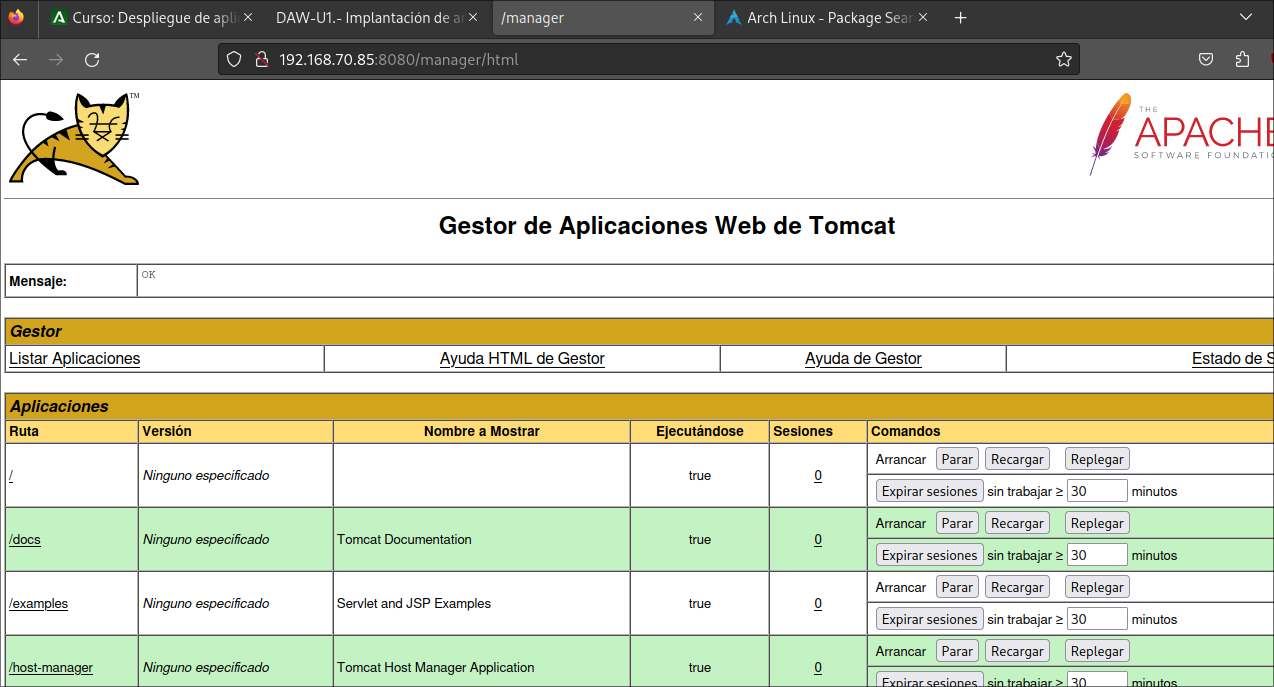 Curso: Despliegue de apli
DAW-U1.- Implantación de a
/manager
Arch Linux - Package Sear
192.168.70.85:8080/manager/html
TM
THE
APACHE
SOFTWARE FOUNDATIO
Gestor de Aplicaciones Web de Tomcat
Mensaje: OK
Gestor
Listar Aplicaciones Ayuda HTML de Gestor Ayuda de Gestor Estado de S
Aplicaciones
Ruta Versión Nombre a Mostrar Ejecutándose Sesiones Comandos
/ Ninguno especificado true 0 Arrancar Parar Recargar Replegar
Expirar sesiones sin trabajar ≥ 30 minutos
/docs Ninguno especificado Tomcat Documentation true 0 Arrancar Parar Recargar Replegar
Expirar sesiones sin trabajar ≥ 30 minutos
/examples Ninguno especificado Servlet and JSP Examples true 0 Arrancar Parar Recargar Replegar
Expirar sesiones sin trabajar ≥ 30 minutos
/host-manager Ninguno especificado Tomcat Host Manager Application true 0 Arrancar Parar Recargar Replegar
Expirar sesiones sin trabajar ≥ 30 minutos